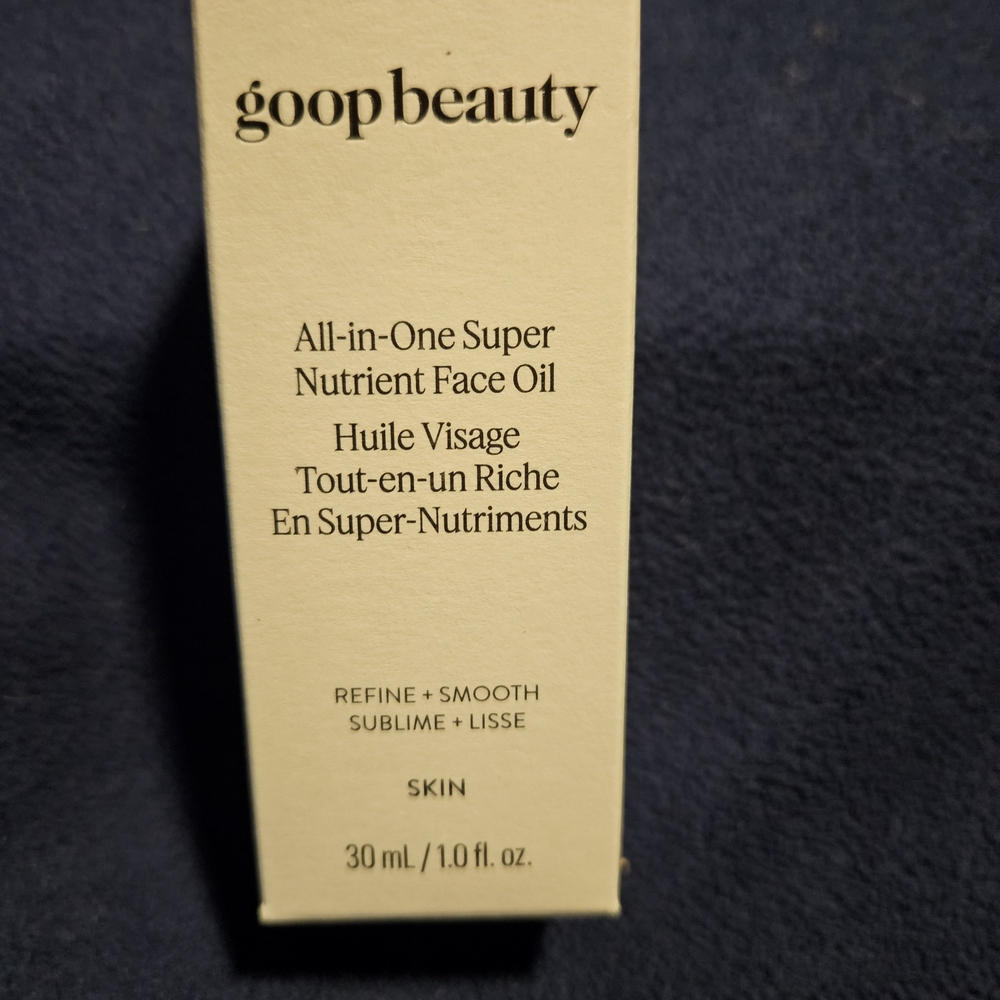 goop beauty
All-in-One Super
Nutrient Face Oil
Huile Visage
Tout-en-un Riche
En Super-Nutriments
REFINE + SMOOTH
SUBLIME + LISSE
SKIN
30 mL / 1.0 fl. oz.